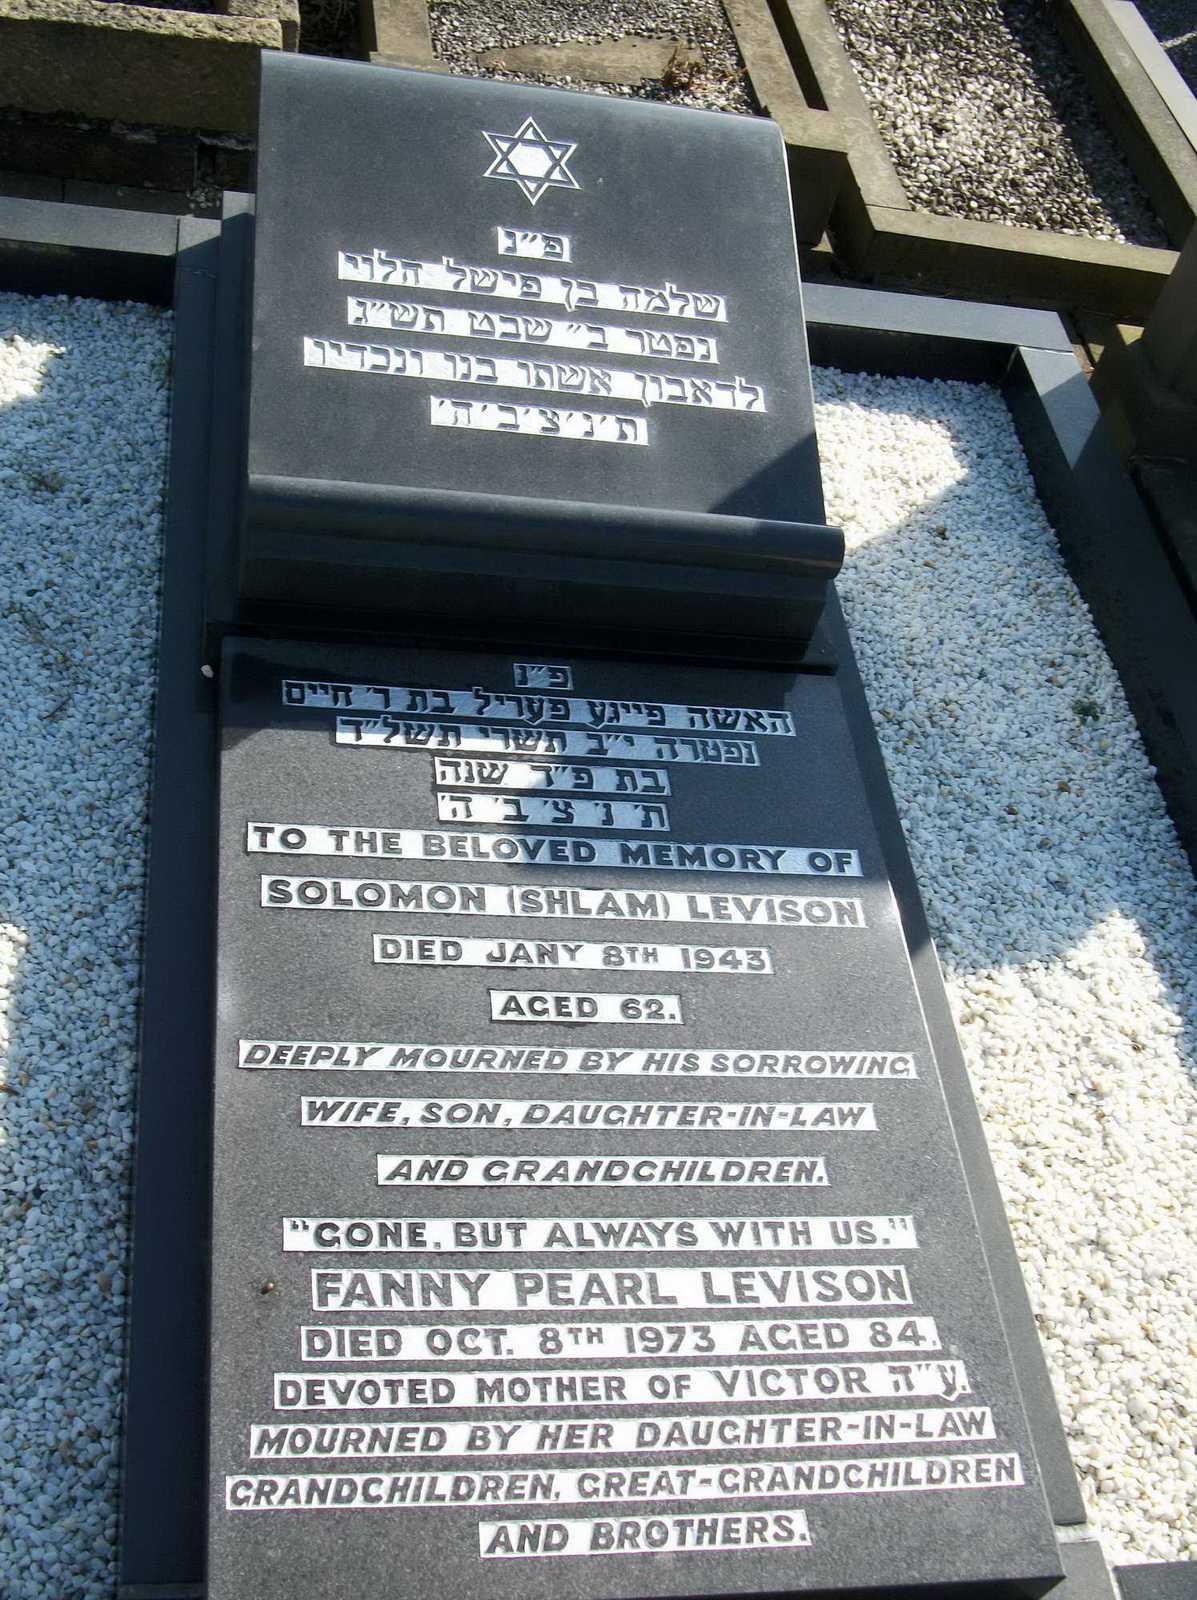 פ״נ
שלמה בן פישל הלוי
נפטר ב״ שבט תש״ג
לדאבון אשתו בנו ונכדיו
ת׳נ׳צ׳ב׳ה׳
פ״נ
האשה פייגע פעריל בת ר׳ חיים
נפטרה י״ב תשרי תשל״ד
בת פ״ד שנה
ת׳ נ׳ צ׳ ב׳ ה׳
TO THE BELOVED MEMORY OF
SOLOMON (SHLAM) LEVISON
DIED JANY 8TH 1943
AGED 62.
DEEPLY MOURNED BY HIS SORROWING
WIFE, SON, DAUGHTER-IN-LAW
AND GRANDCHILDREN.
"GONE, BUT ALWAYS WITH US."
FANNY PEARL LEVISON
DIED OCT. 8TH 1973 AGED 84.
DEVOTED MOTHER OF VICTOR ע״ה.
MOURNED BY HER DAUGHTER-IN-LAW
GRANDCHILDREN, GREAT-GRANDCHILDREN
AND BROTHERS.